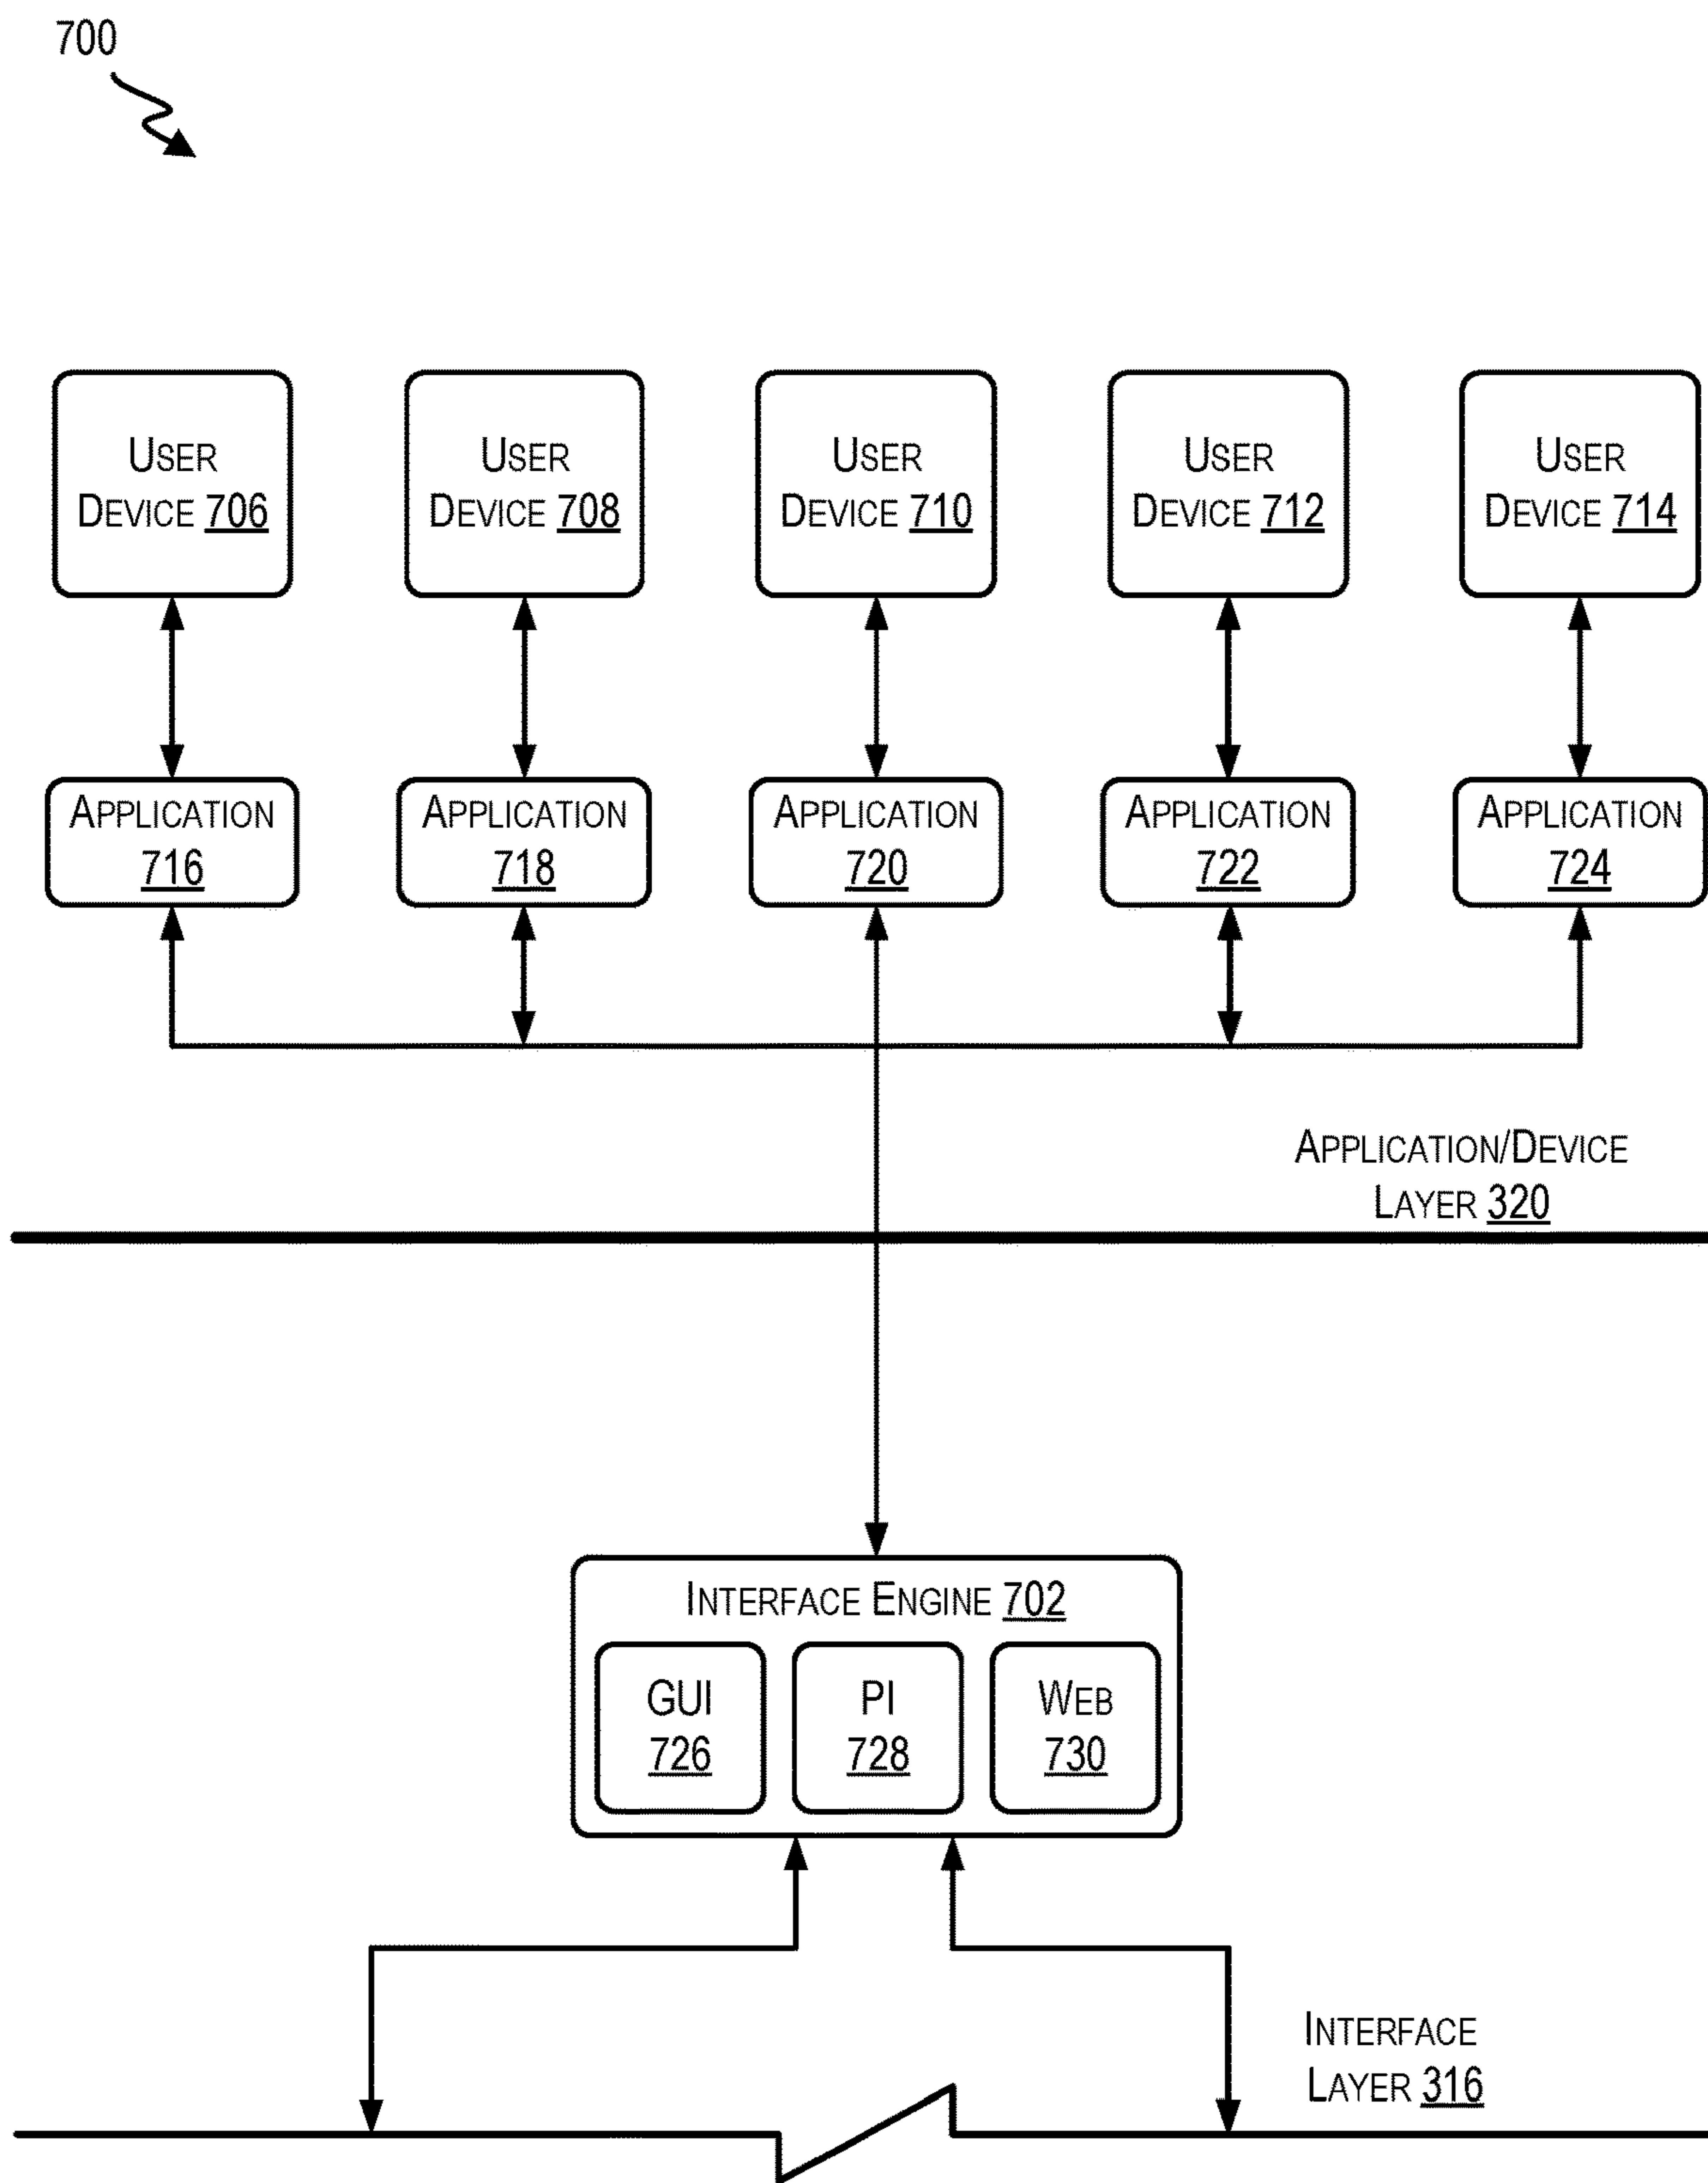 700
User User User User User
Device 706 Device 708 Device 710 Device 712 Device 714
Application Application Application Application Application
716 718 720 722 724
Application/Device
Layer 320
Interface Engine 702
GUI PI Web
726 728 730
Interface
Layer 316